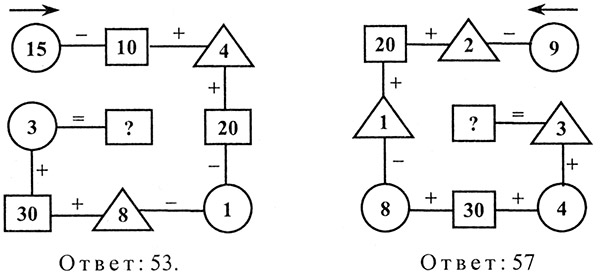 15 − 10 + 4
+
3 = ? 20
+ −
30 + 8 − 1
Ответ: 53.
20 + 2 − 9
+
1 ? = 3
− +
8 + 30 + 4
Ответ: 57